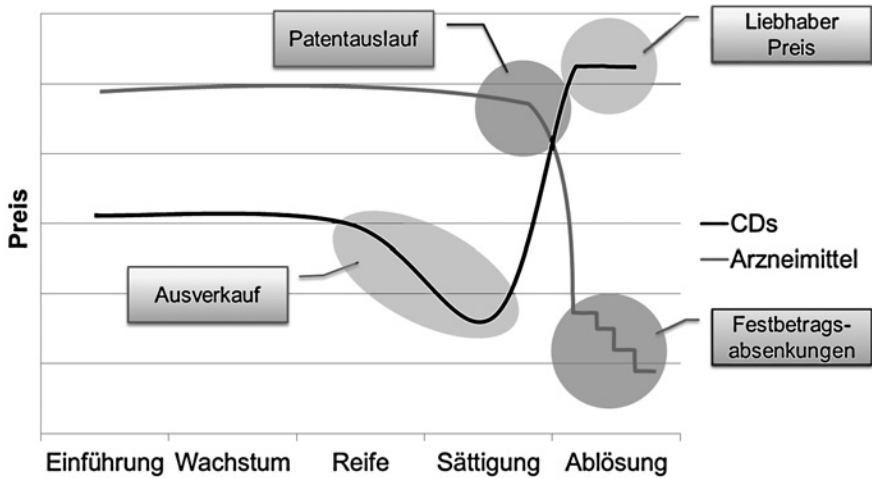 Patentauslauf
Liebhaber
Preis
Preis
CDs
Arzneimittel
Ausverkauf
Festbetrags-
absenkungen
Einführung
Wachstum
Reife
Sättigung
Ablösung